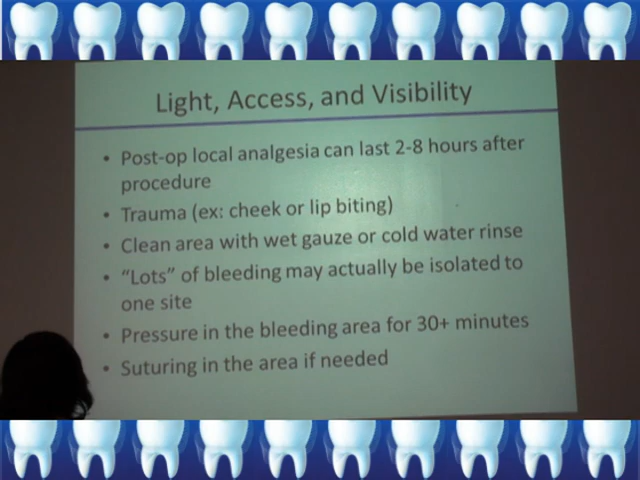 Light, Access, and Visibility
• Post-op local analgesia can last 2-8 hours after
procedure
• Trauma (ex: cheek or lip biting)
• Clean area with wet gauze or cold water rinse
• “Lots” of bleeding may actually be isolated to
one site
• Pressure in the bleeding area for 30+ minutes
• Suturing in the area if needed